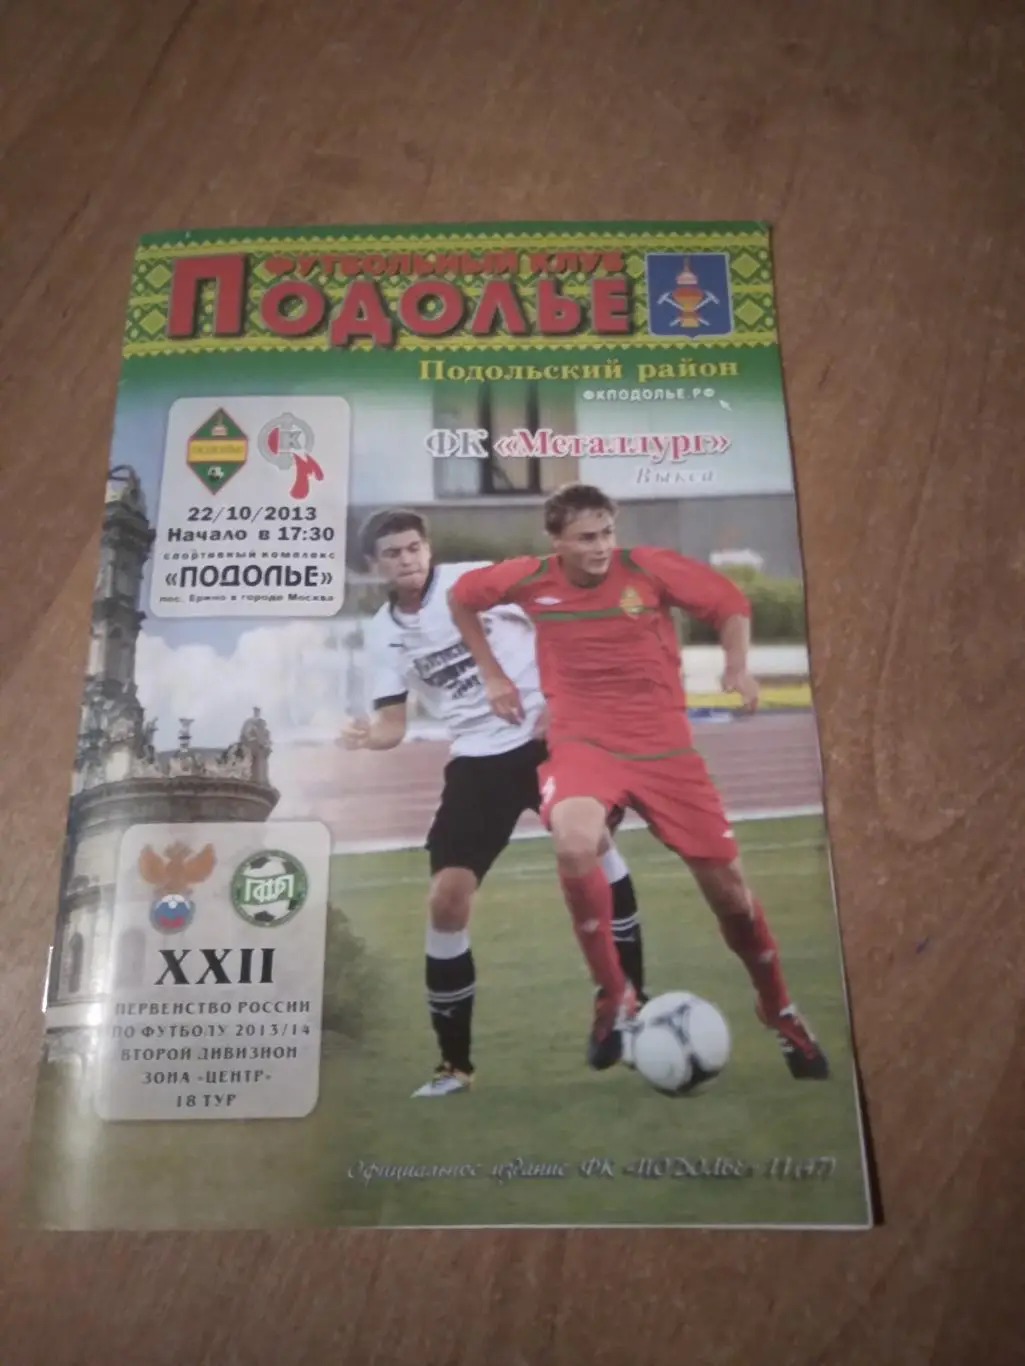 ФУТБОЛЬНЫЙ КЛУБ
ПОДОЛЬЕ
Подольский район
ФКПОДОЛЬЕ.РФ
ФК «Металлург»
Выкса
22/10/2013
Начало в 17:30
спортивный комплекс
«ПОДОЛЬЕ»
пос. Ерино в городе Москва
XXII
ПЕРВЕНСТВО РОССИИ
ПО ФУТБОЛУ 2013/14
ВТОРОЙ ДИВИЗИОН
ЗОНА «ЦЕНТР»
18 ТУР
Официальное издание ФК «ПОДОЛЬЕ» 11(47)